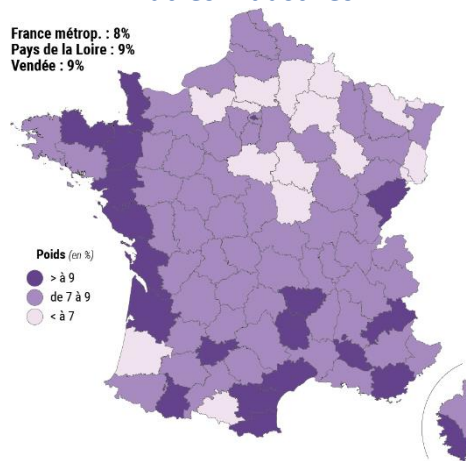 France métrop. : 8%
Pays de la Loire : 9%
Vendée : 9%
Poids (en %)
> à 9
de 7 à 9
< à 7